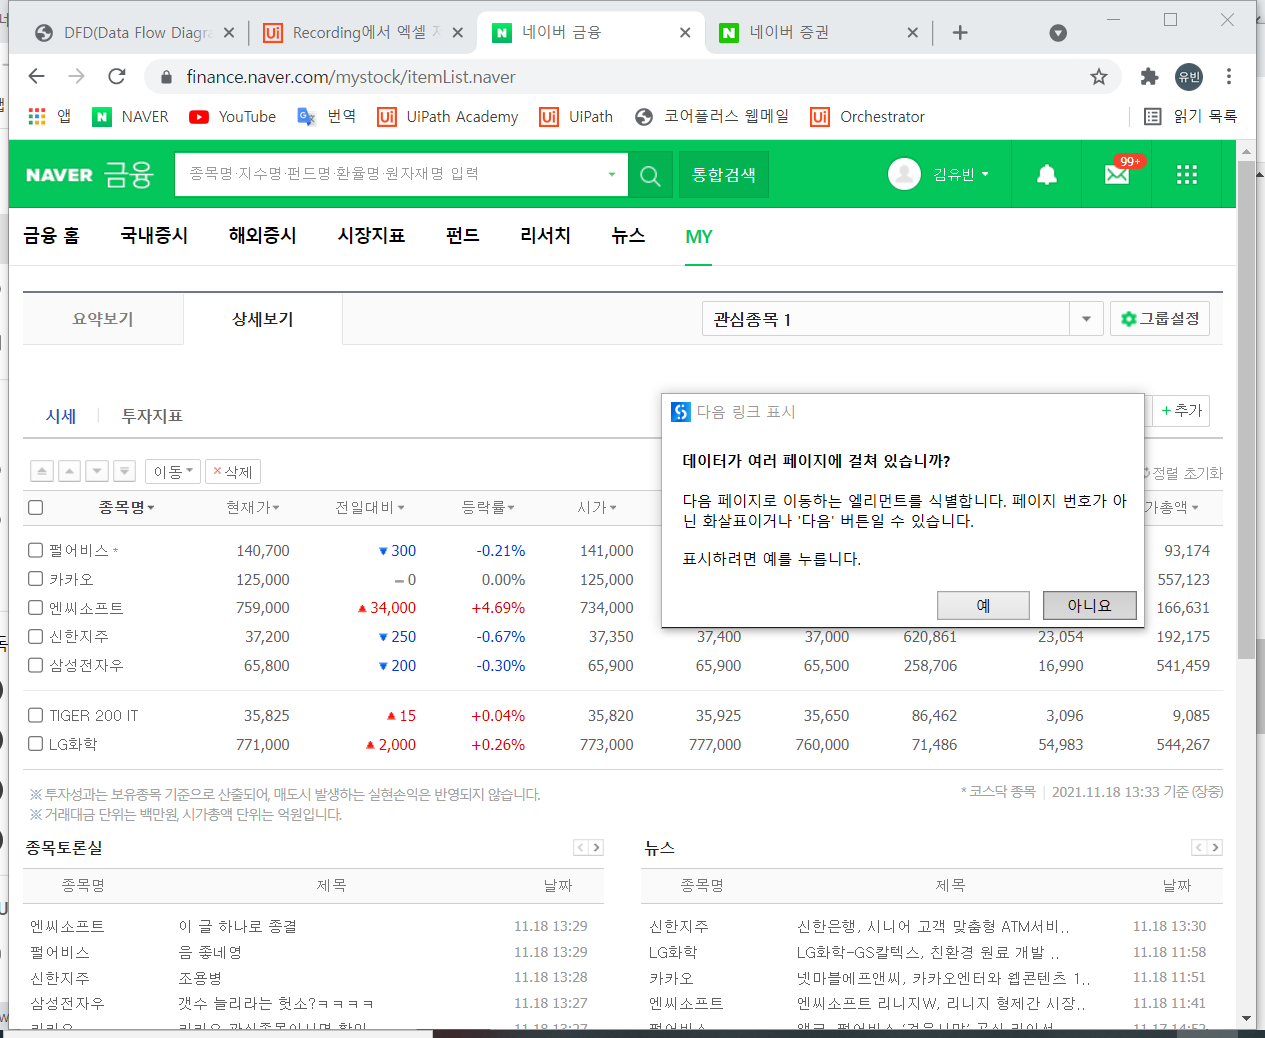 DFD(Data Flow Diagra
Recording에서 엑셀
네이버 금융
네이버 증권
finance.naver.com/mystock/itemList.naver
유빈
앱
NAVER
YouTube
번역
UiPath Academy
UiPath
코어플러스 웹메일
Orchestrator
읽기 목록
NAVER 금융
종목명·지수명·펀드명·환율명·원자재명 입력
통합검색
김유빈
99+
금융 홈 국내증시 해외증시 시장지표 펀드 리서치 뉴스 MY
요약보기 상세보기
관심종목 1
그룹설정
시세 투자지표
+ 추가
이동
×삭제
정렬 초기화
종목명 현재가 전일대비 등락률 시가 가총액
펄어비스 * 140,700 ▼300 -0.21% 141,000 93,174
카카오 125,000 – 0 0.00% 125,000 557,123
엔씨소프트 759,000 ▲34,000 +4.69% 734,000 166,631
신한지주 37,200 ▼250 -0.67% 37,350 37,400 37,000 620,861 23,054 192,175
삼성전자우 65,800 ▼200 -0.30% 65,900 65,900 65,500 258,706 16,990 541,459
TIGER 200 IT 35,825 ▲15 +0.04% 35,820 35,925 35,650 86,462 3,096 9,085
LG화학 771,000 ▲2,000 +0.26% 773,000 777,000 760,000 71,486 54,983 544,267
다음 링크 표시
데이터가 여러 페이지에 걸쳐 있습니까?
다음 페이지로 이동하는 엘리먼트를 식별합니다. 페이지 번호가 아
닌 화살표이거나 '다음' 버튼일 수 있습니다.
표시하려면 예를 누릅니다.
예
아니요
※ 투자성과는 보유종목 기준으로 산출되어, 매도시 발생하는 실현손익은 반영되지 않습니다.
※ 거래대금 단위는 백만원, 시가총액 단위는 억원입니다.
* 코스닥 종목 | 2021.11.18 13:33 기준 (장중)
종목토론실
종목명 제목 날짜
엔씨소프트 이 글 하나로 종결 11.18 13:29
펄어비스 음 좋네영 11.18 13:29
신한지주 조용병 11.18 13:28
삼성전자우 갯수 늘리라는 헛소?ㅋㅋㅋㅋ 11.18 13:27
뉴스
종목명 제목 날짜
신한지주 신한은행, 시니어 고객 맞춤형 ATM서비.. 11.18 13:30
LG화학 LG화학-GS칼텍스, 친환경 원료 개발 .. 11.18 11:58
카카오 넷마블에프앤씨, 카카오엔터와 웹콘텐츠 1.. 11.18 11:51
엔씨소프트 엔씨소프트 리니지W, 리니지 형제간 시장.. 11.18 11:41